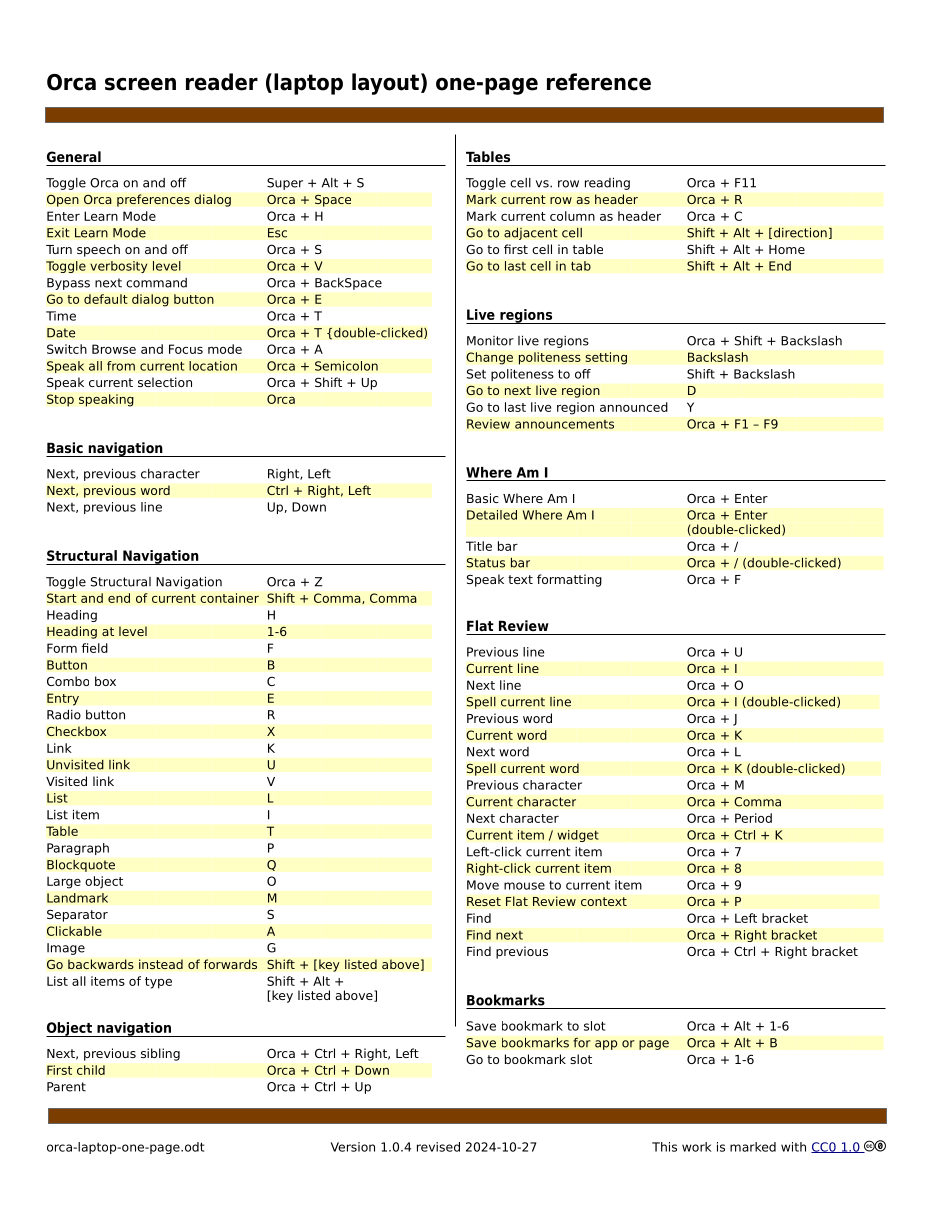 Orca screen reader (laptop layout) one-page reference
General
Toggle Orca on and off Super + Alt + S
Open Orca preferences dialog Orca + Space
Enter Learn Mode Orca + H
Exit Learn Mode Esc
Turn speech on and off Orca + S
Toggle verbosity level Orca + V
Bypass next command Orca + BackSpace
Go to default dialog button Orca + E
Time Orca + T
Date Orca + T {double-clicked)
Switch Browse and Focus mode Orca + A
Speak all from current location Orca + Semicolon
Speak current selection Orca + Shift + Up
Stop speaking Orca
Basic navigation
Next, previous character Right, Left
Next, previous word Ctrl + Right, Left
Next, previous line Up, Down
Structural Navigation
Toggle Structural Navigation Orca + Z
Start and end of current container Shift + Comma, Comma
Heading H
Heading at level 1-6
Form field F
Button B
Combo box C
Entry E
Radio button R
Checkbox X
Link K
Unvisited link U
Visited link V
List L
List item I
Table T
Paragraph P
Blockquote Q
Large object O
Landmark M
Separator S
Clickable A
Image G
Go backwards instead of forwards Shift + [key listed above]
List all items of type Shift + Alt +
[key listed above]
Object navigation
Next, previous sibling Orca + Ctrl + Right, Left
First child Orca + Ctrl + Down
Parent Orca + Ctrl + Up
Tables
Toggle cell vs. row reading Orca + F11
Mark current row as header Orca + R
Mark current column as header Orca + C
Go to adjacent cell Shift + Alt + [direction]
Go to first cell in table Shift + Alt + Home
Go to last cell in tab Shift + Alt + End
Live regions
Monitor live regions Orca + Shift + Backslash
Change politeness setting Backslash
Set politeness to off Shift + Backslash
Go to next live region D
Go to last live region announced Y
Review announcements Orca + F1 – F9
Where Am I
Basic Where Am I Orca + Enter
Detailed Where Am I Orca + Enter
(double-clicked)
Title bar Orca + /
Status bar Orca + / (double-clicked)
Speak text formatting Orca + F
Flat Review
Previous line Orca + U
Current line Orca + I
Next line Orca + O
Spell current line Orca + I (double-clicked)
Previous word Orca + J
Current word Orca + K
Next word Orca + L
Spell current word Orca + K (double-clicked)
Previous character Orca + M
Current character Orca + Comma
Next character Orca + Period
Current item / widget Orca + Ctrl + K
Left-click current item Orca + 7
Right-click current item Orca + 8
Move mouse to current item Orca + 9
Reset Flat Review context Orca + P
Find Orca + Left bracket
Find next Orca + Right bracket
Find previous Orca + Ctrl + Right bracket
Bookmarks
Save bookmark to slot Orca + Alt + 1-6
Save bookmarks for app or page Orca + Alt + B
Go to bookmark slot Orca + 1-6
orca-laptop-one-page.odt Version 1.0.4 revised 2024-10-27 This work is marked with CC0 1.0